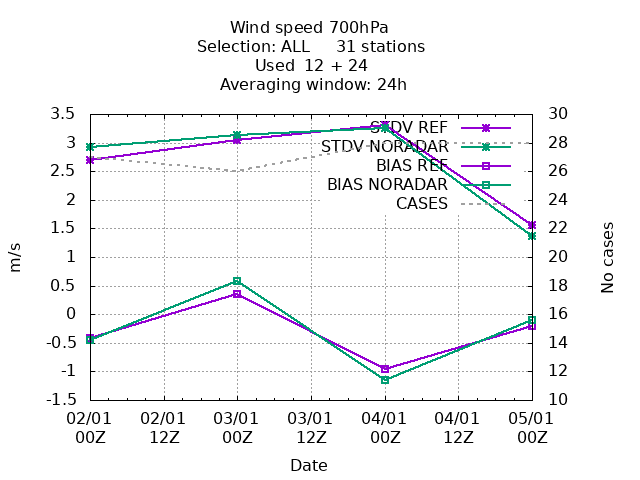 Wind speed 700hPa
Selection: ALL     31 stations
Used  12 + 24
Averaging window: 24h
3.5
3
2.5
2
1.5
1
0.5
0
-0.5
-1
-1.5
m/s
30
28
26
24
22
20
18
16
14
12
10
No cases
STDV REF
STDV NORADAR
BIAS REF
BIAS NORADAR
CASES
02/01 02/01 03/01 03/01 04/01 04/01 05/01
00Z 12Z 00Z 12Z 00Z 12Z 00Z
Date